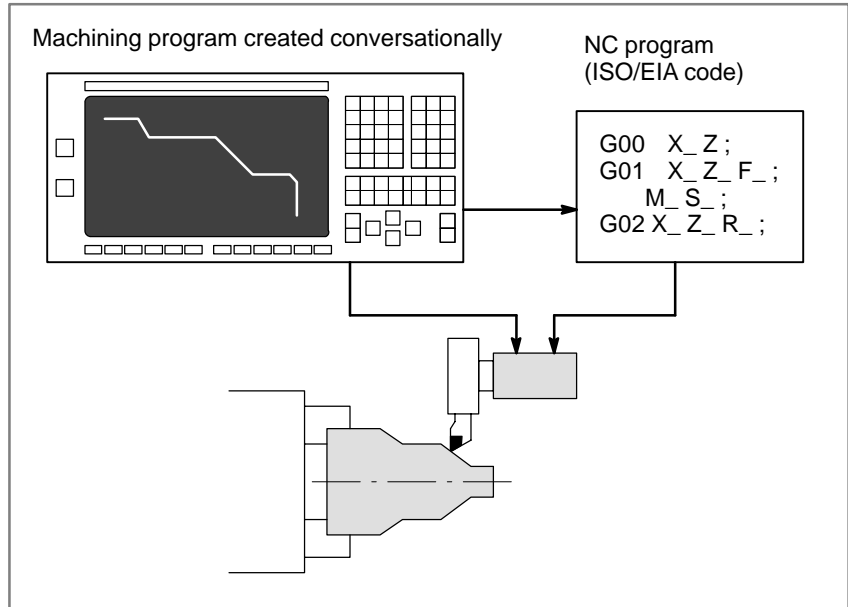 Machining program created conversationally
NC program
(ISO/EIA code)
G00 X_ Z ;
G01 X_ Z_ F_ ;
M_ S_ ;
G02 X_ Z_ R_ ;